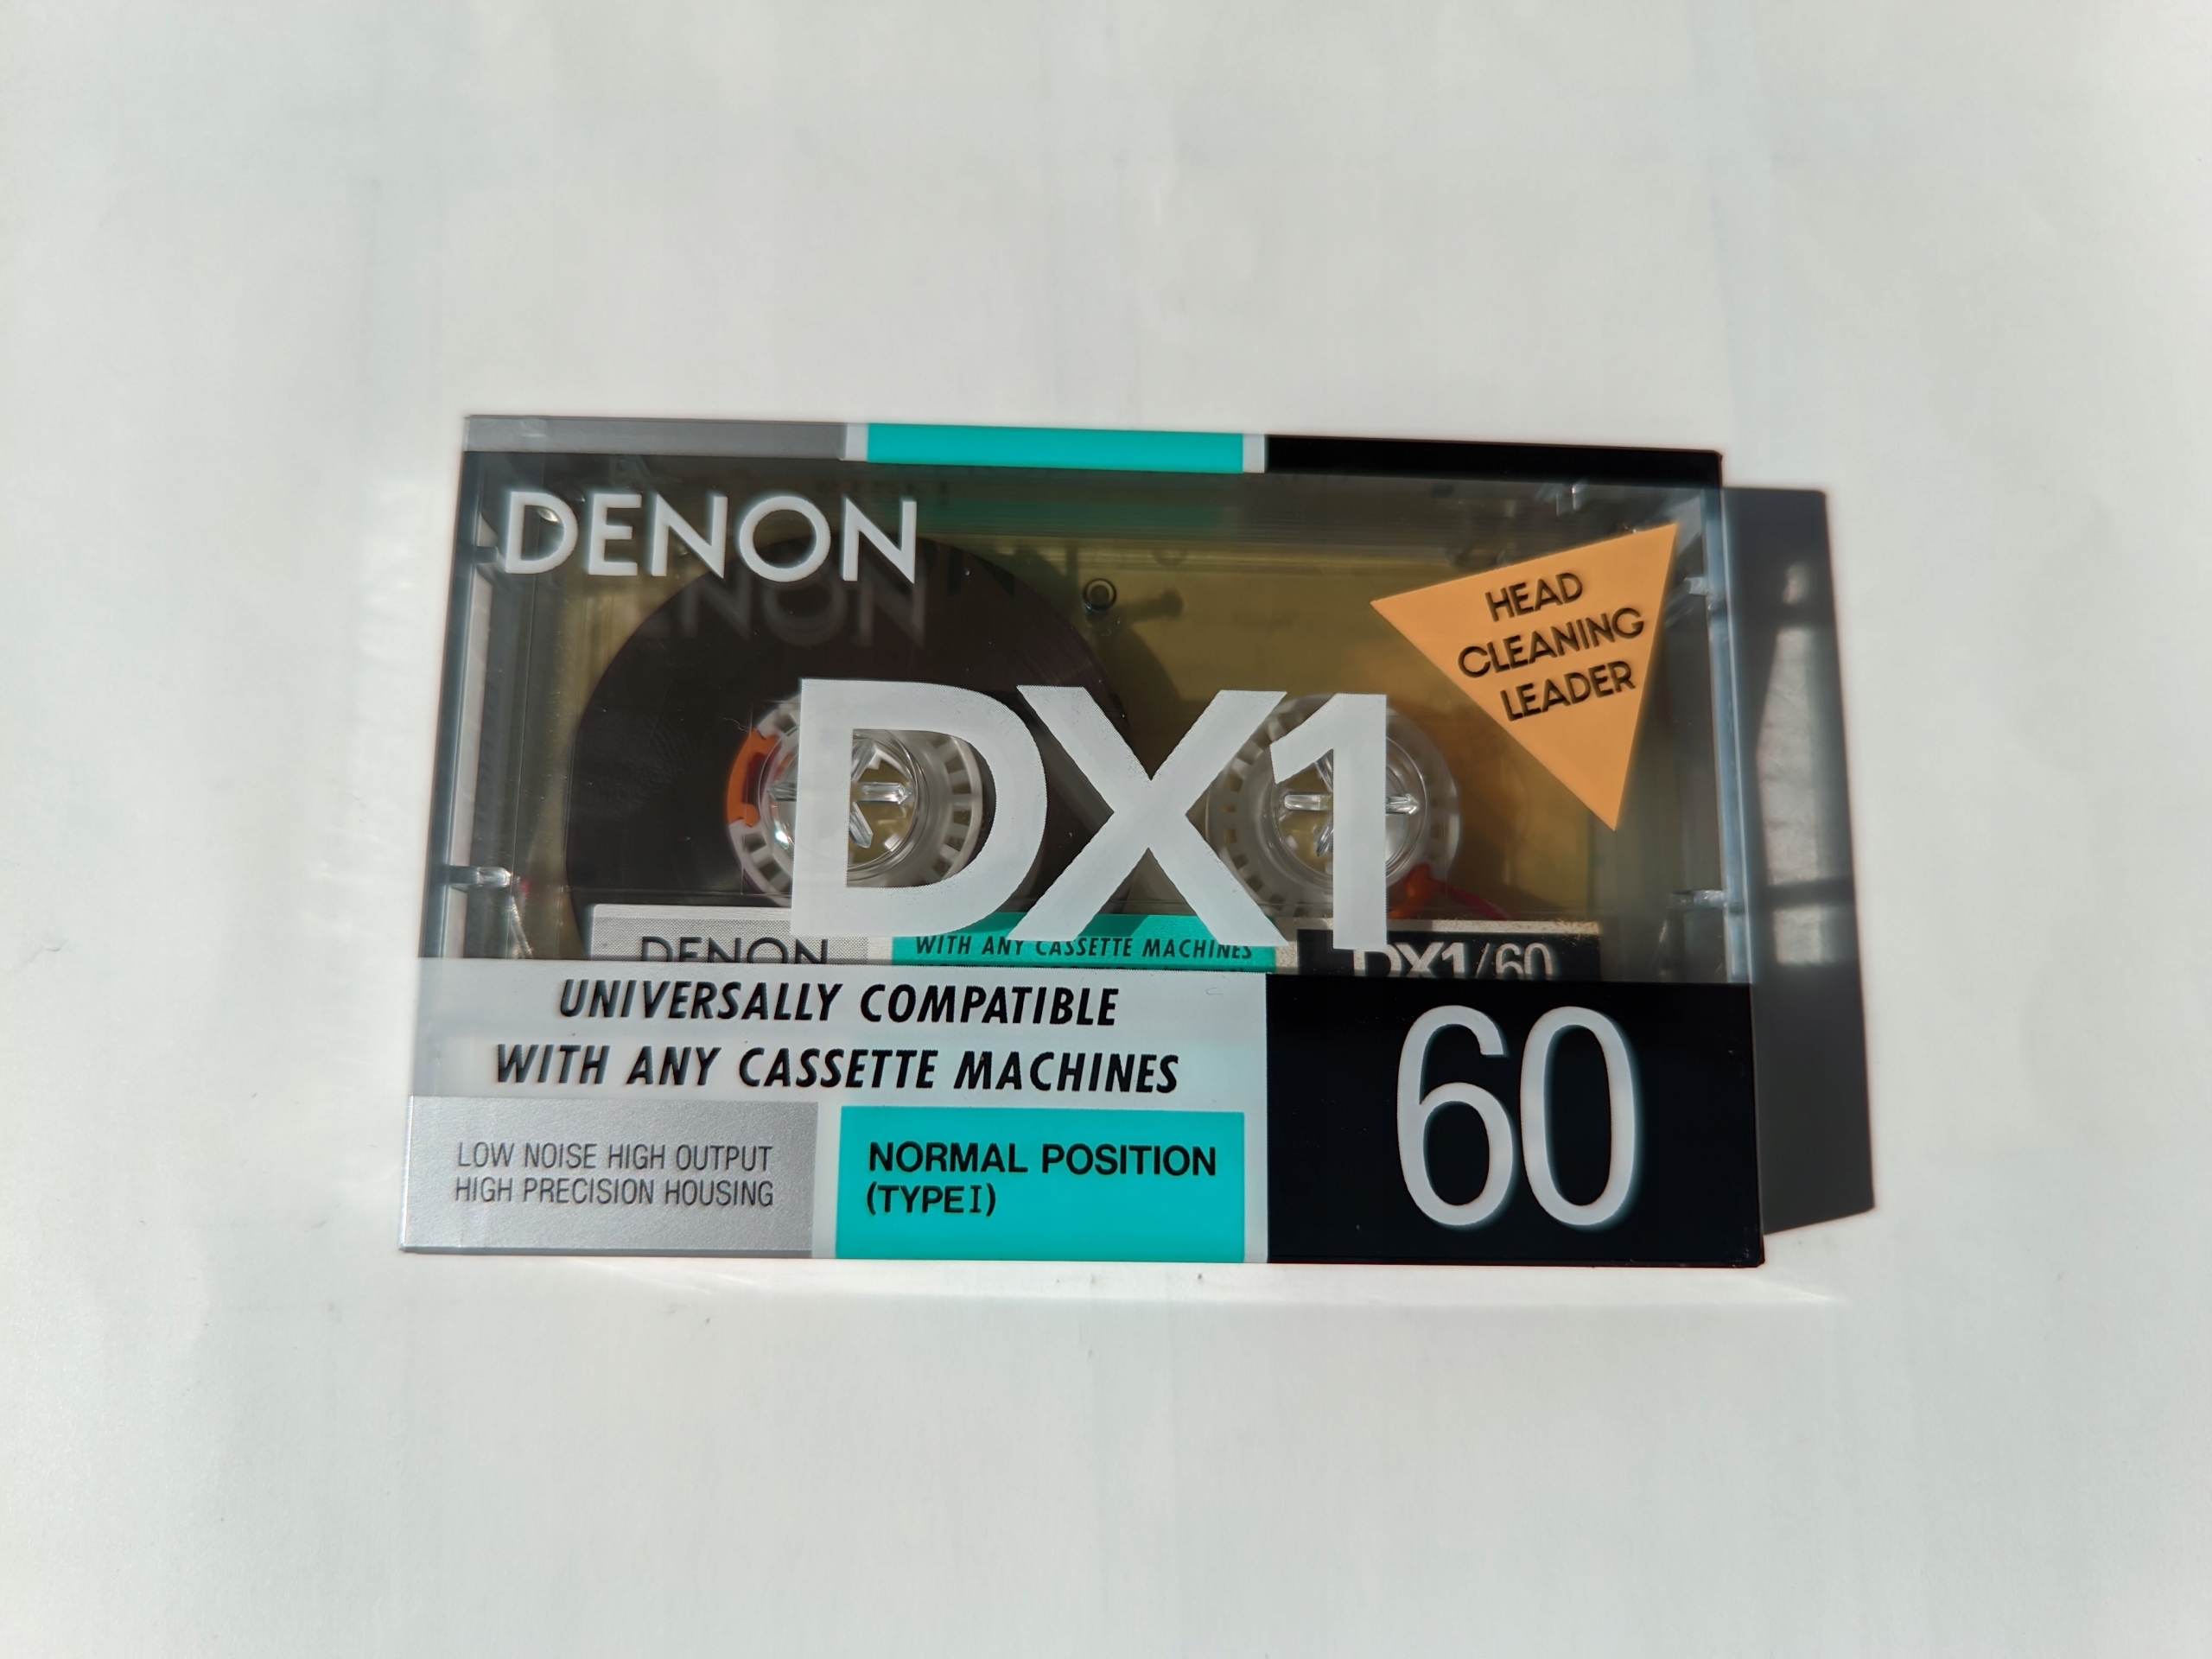 DENON
HEAD
CLEANING
LEADER
DX1
DENON
WITH ANY CASSETTE MACHINES
DX1/60
UNIVERSALLY COMPATIBLE
WITH ANY CASSETTE MACHINES
60
LOW NOISE HIGH OUTPUT
HIGH PRECISION HOUSING
NORMAL POSITION
(TYPE I)